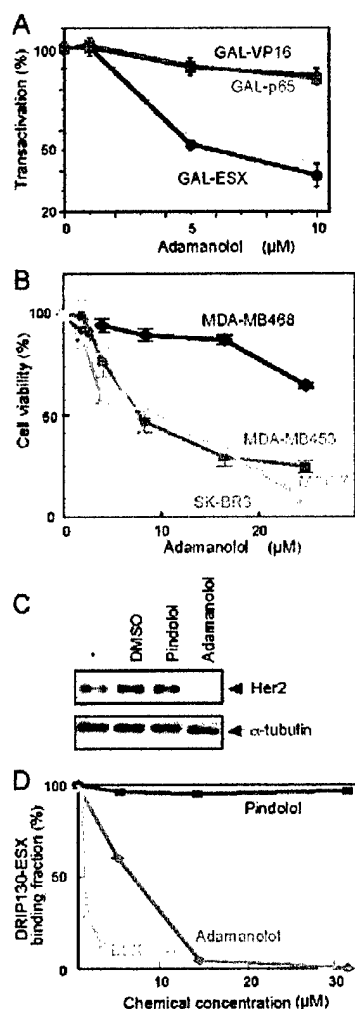 A
Transactivation (%)
100
50
20
GAL-VP16
GAL-p65
GAL-ESX
0
5
10
Adamanolol (μM)
B
Cell viability (%)
100
50
0
MDA-MB468
MDA-MB453
SK-BR3
0
10
20
Adamanolol (μM)
C
DMSO
Pindolol
Adamanolol
Her2
α-tubulin
D
DRIP130-ESX
binding fraction (%)
100
50
0
Pindolol
Adamanolol
0
10
20
30
Chemical concentration (μM)